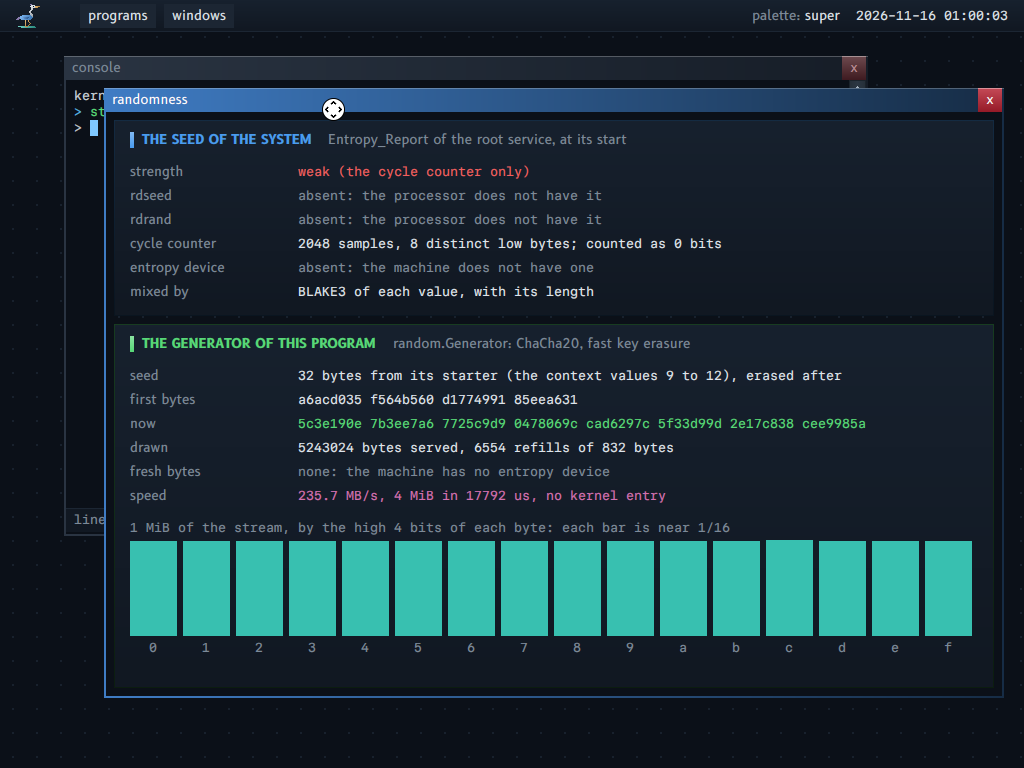 programs windows palette: super 2026-11-16 01:00:03
console x
kern
> st
>
line
randomness x
THE SEED OF THE SYSTEM Entropy_Report of the root service, at its start
strength weak (the cycle counter only)
rdseed absent: the processor does not have it
rdrand absent: the processor does not have it
cycle counter 2048 samples, 8 distinct low bytes; counted as 0 bits
entropy device absent: the machine does not have one
mixed by BLAKE3 of each value, with its length
THE GENERATOR OF THIS PROGRAM random.Generator: ChaCha20, fast key erasure
seed 32 bytes from its starter (the context values 9 to 12), erased after
first bytes a6acd035 f564b560 d1774991 85eea631
now 5c3e190e 7b3ee7a6 7725c9d9 0478069c cad6297c 5f33d99d 2e17c838 cee9985a
drawn 5243024 bytes served, 6554 refills of 832 bytes
fresh bytes none: the machine has no entropy device
speed 235.7 MB/s, 4 MiB in 17792 us, no kernel entry
1 MiB of the stream, by the high 4 bits of each byte: each bar is near 1/16
0 1 2 3 4 5 6 7 8 9 a b c d e f